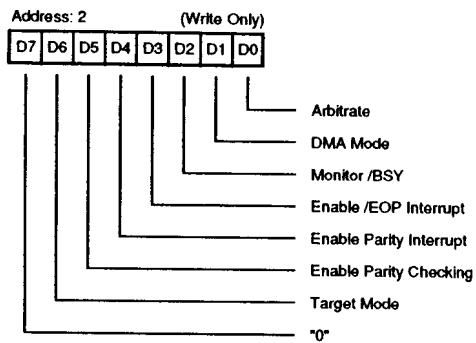 Address: 2 (Write Only)
D7 D6 D5 D4 D3 D2 D1 D0
Arbitrate
DMA Mode
Monitor /BSY
Enable /EOP Interrupt
Enable Parity Interrupt
Enable Parity Checking
Target Mode
"0"